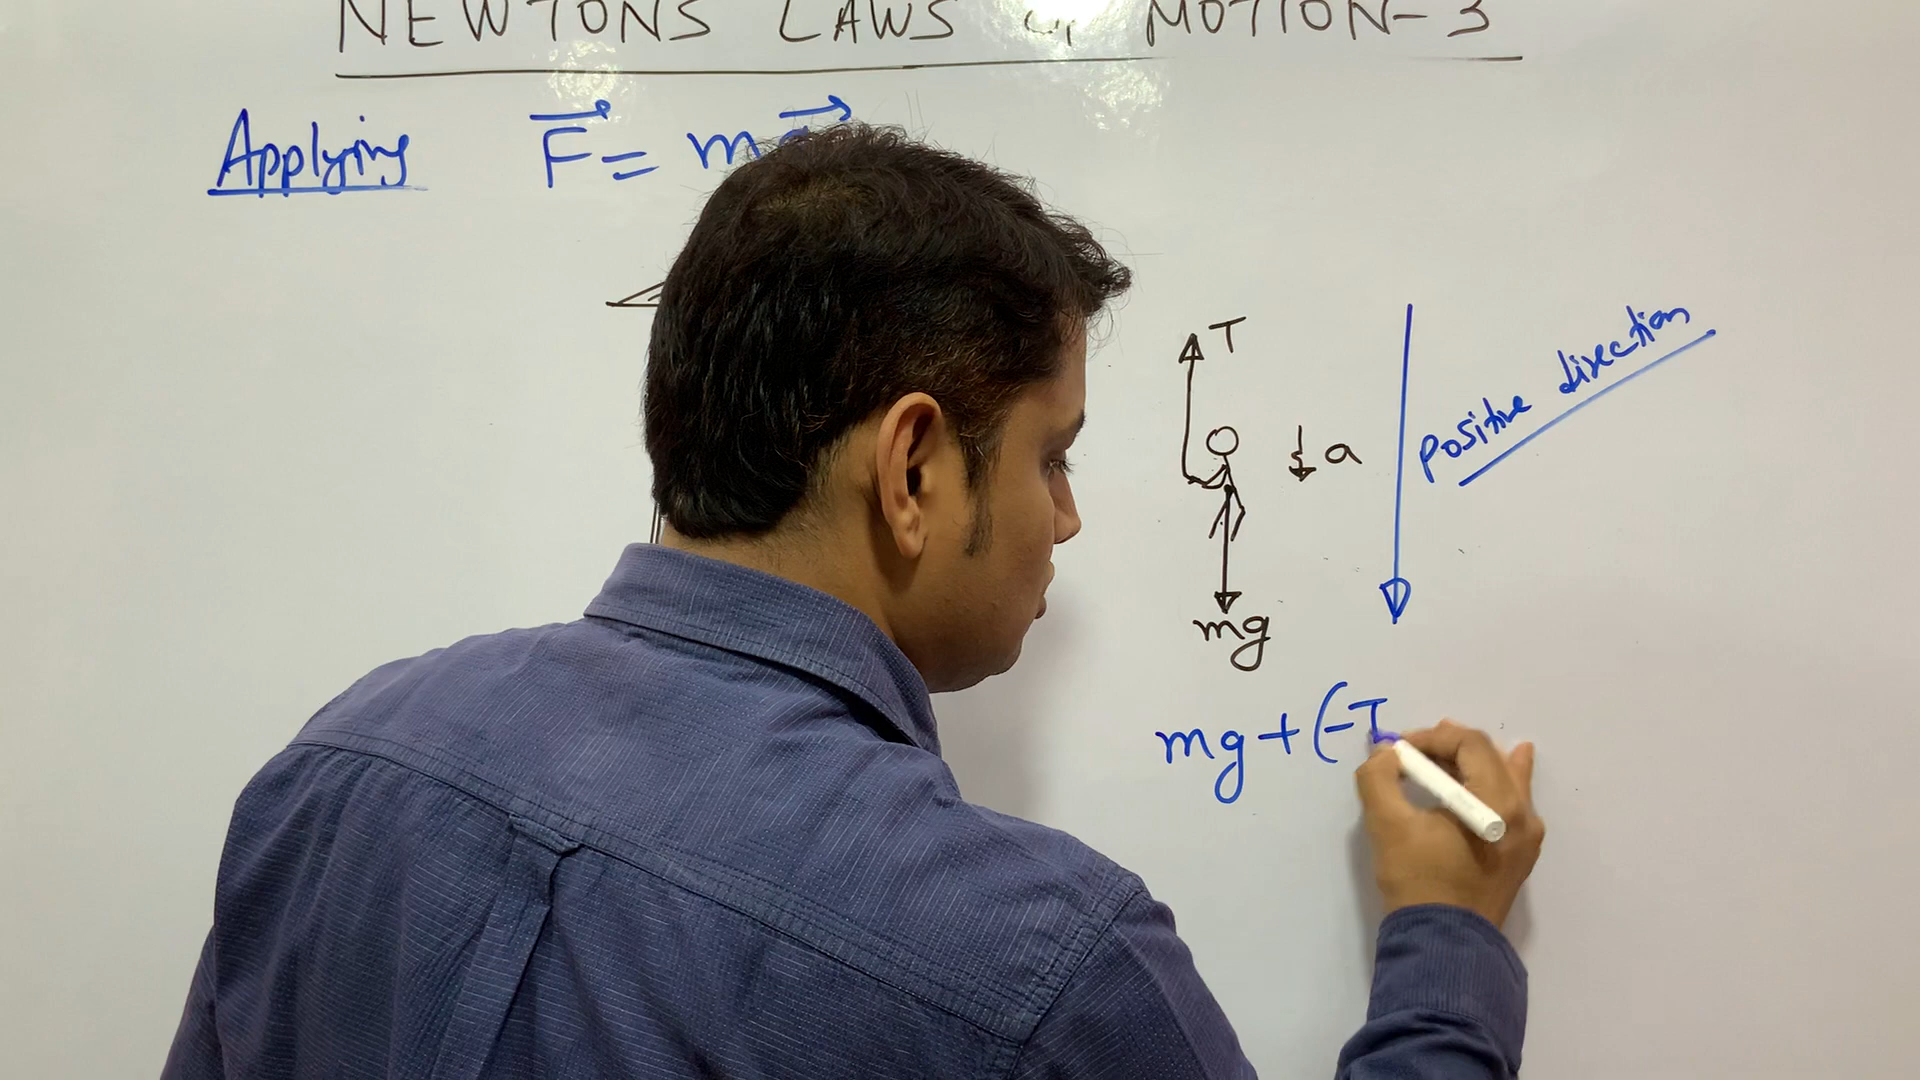 NEWTONS LAWS of MOTION-3
Applying F = ma
T
a
positive direction
mg
mg + (-T